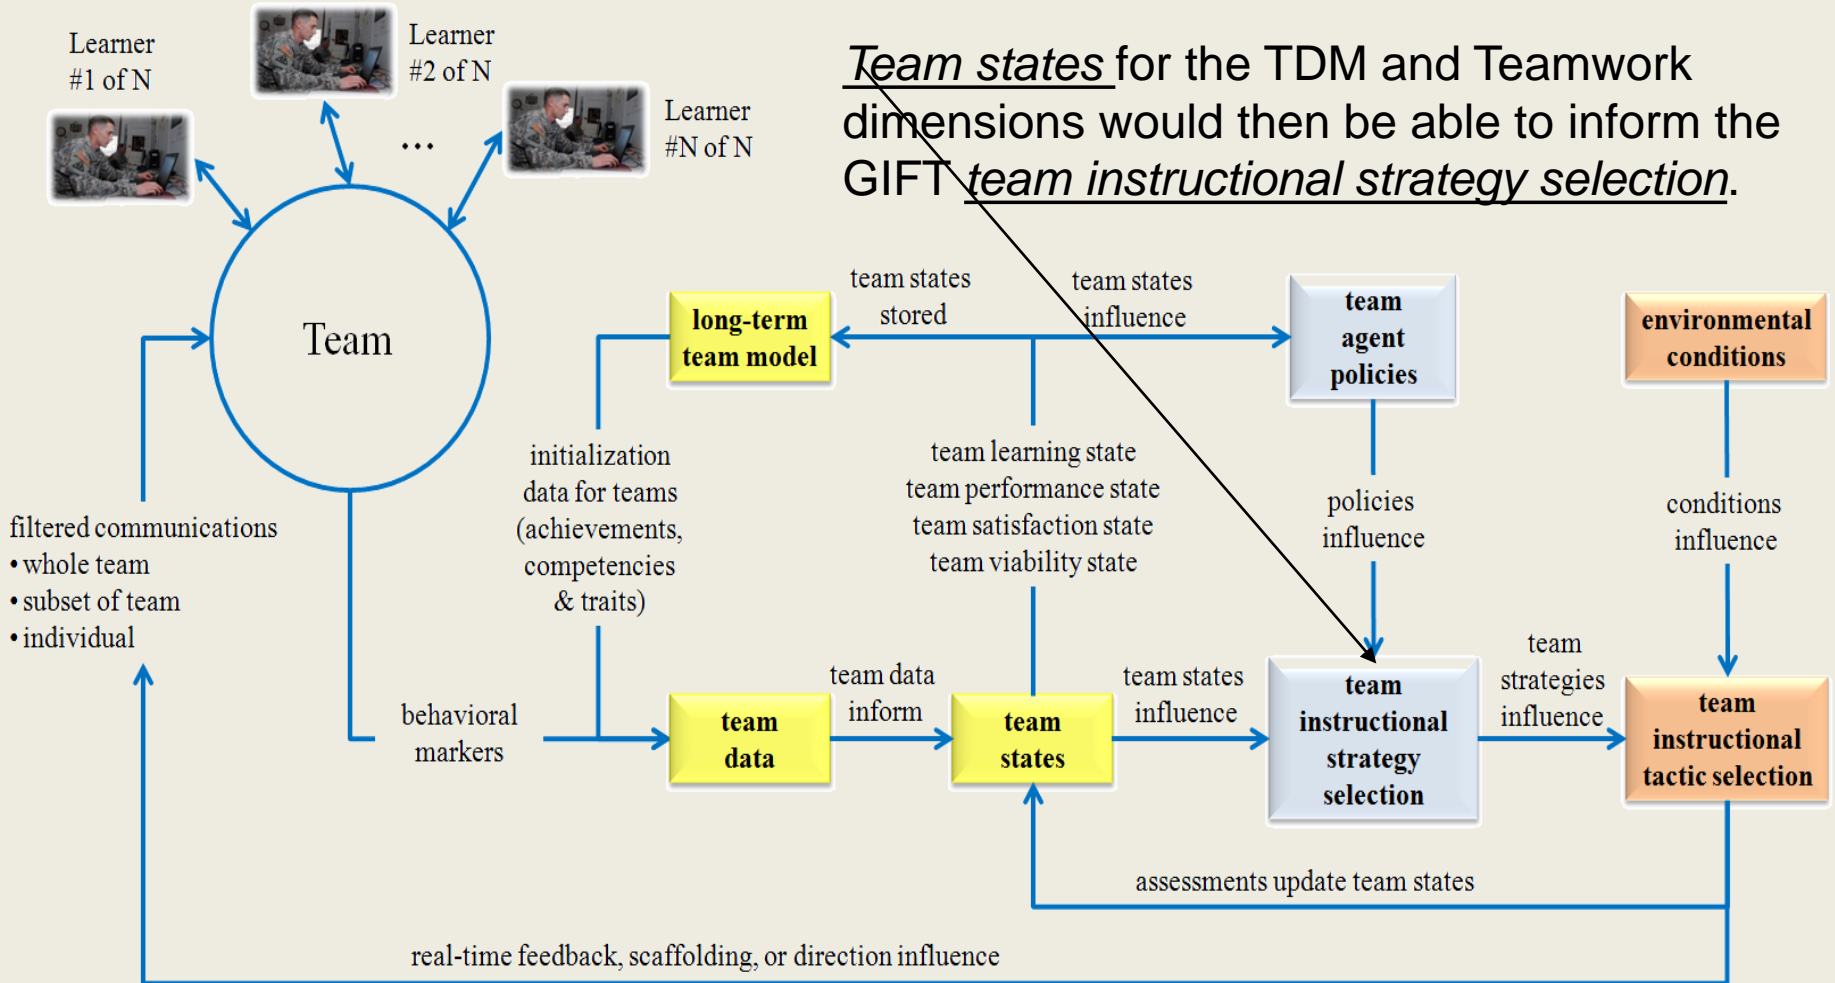 Learner
#1 of N
Learner
#2 of N
...
Learner
#N of N
Team states for the TDM and Teamwork
dimensions would then be able to inform the
GIFT team instructional strategy selection.
Team
team states
stored
team states
influence
long-term
team model
team
agent
policies
environmental
conditions
initialization
data for teams
(achievements,
competencies
& traits)
team learning state
team performance state
team satisfaction state
team viability state
policies
influence
conditions
influence
filtered communications
• whole team
• subset of team
• individual
behavioral
markers
team
data
team data
inform
team
states
team states
influence
team
instructional
strategy
selection
team
strategies
influence
team
instructional
tactic selection
assessments update team states
real-time feedback, scaffolding, or direction influence